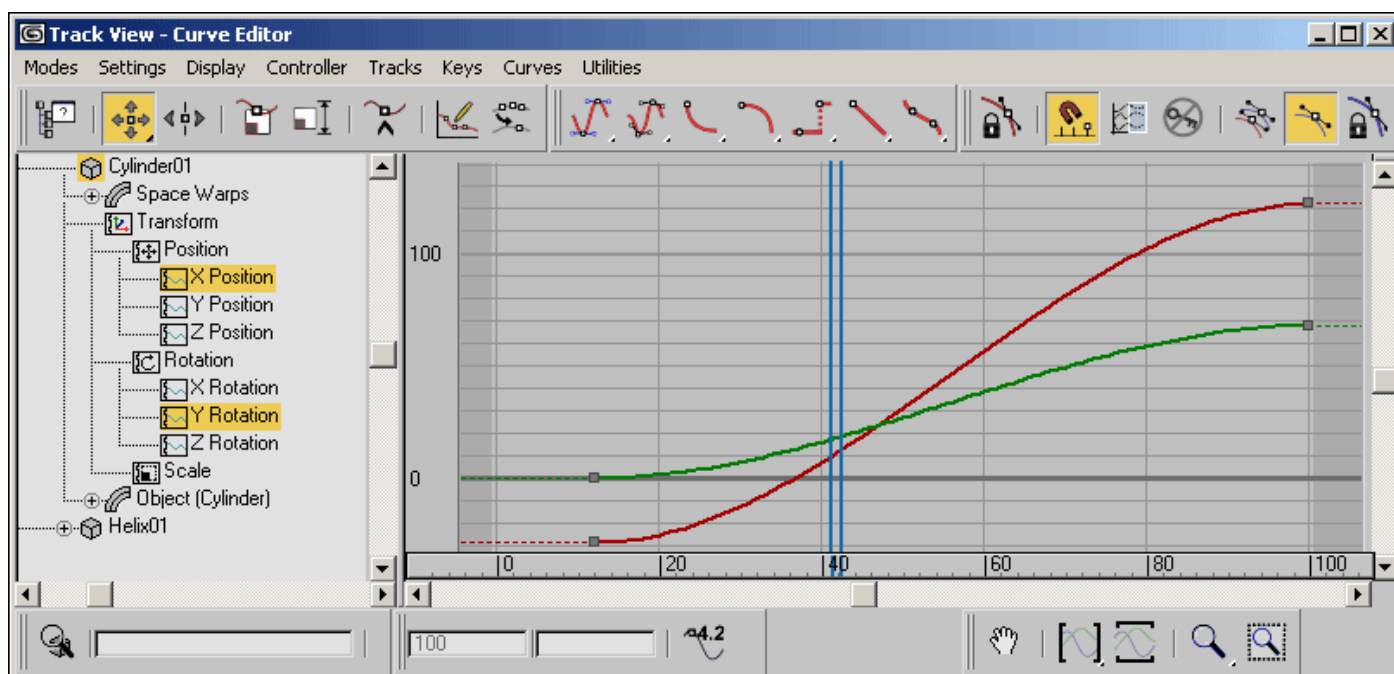 Track View - Curve Editor
Modes Settings Display Controller Tracks Keys Curves Utilities
?
Cylinder01
Space Warps
Transform
Position
X Position
Y Position
Z Position
Rotation
X Rotation
Y Rotation
Z Rotation
Scale
Object (Cylinder)
Helix01
100
0
0 20 40 60 80 100
100
4.2